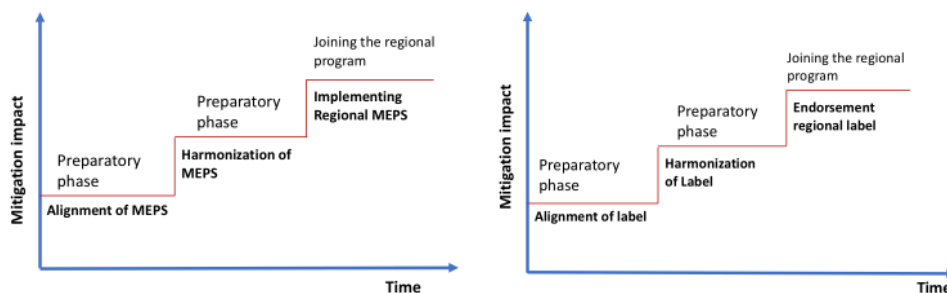 Mitigation impact
Joining the regional
program
Implementing
Regional MEPS
Preparatory
phase
Harmonization of
MEPS
Preparatory
phase
Alignment of MEPS
Time
Mitigation impact
Joining the regional
program
Endorsement
regional label
Preparatory
phase
Harmonization
of Label
Preparatory
phase
Alignment of label
Time